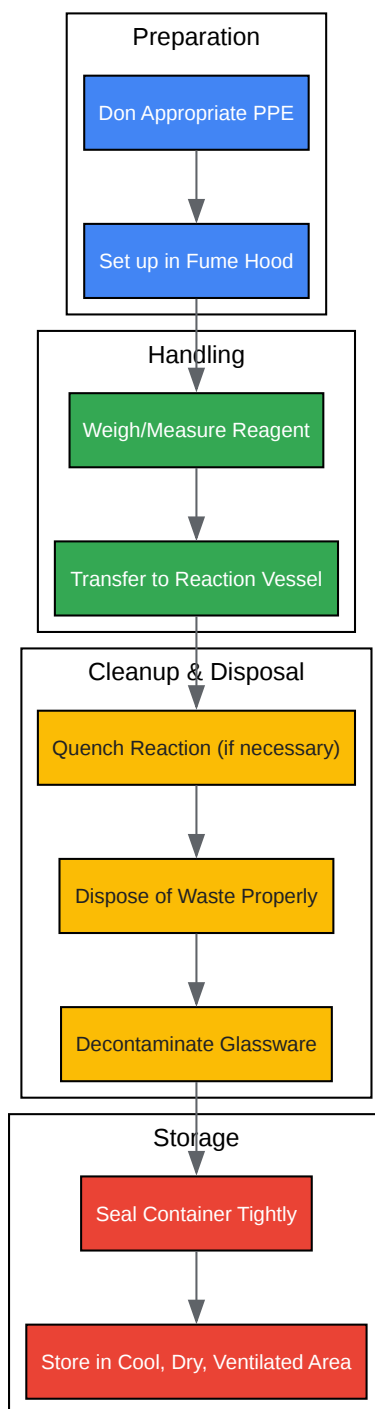 Preparation
Don Appropriate PPE
Set up in Fume Hood
Handling
Weigh/Measure Reagent
Transfer to Reaction Vessel
Cleanup & Disposal
Quench Reaction (if necessary)
Dispose of Waste Properly
Decontaminate Glassware
Storage
Seal Container Tightly
Store in Cool, Dry, Ventilated Area